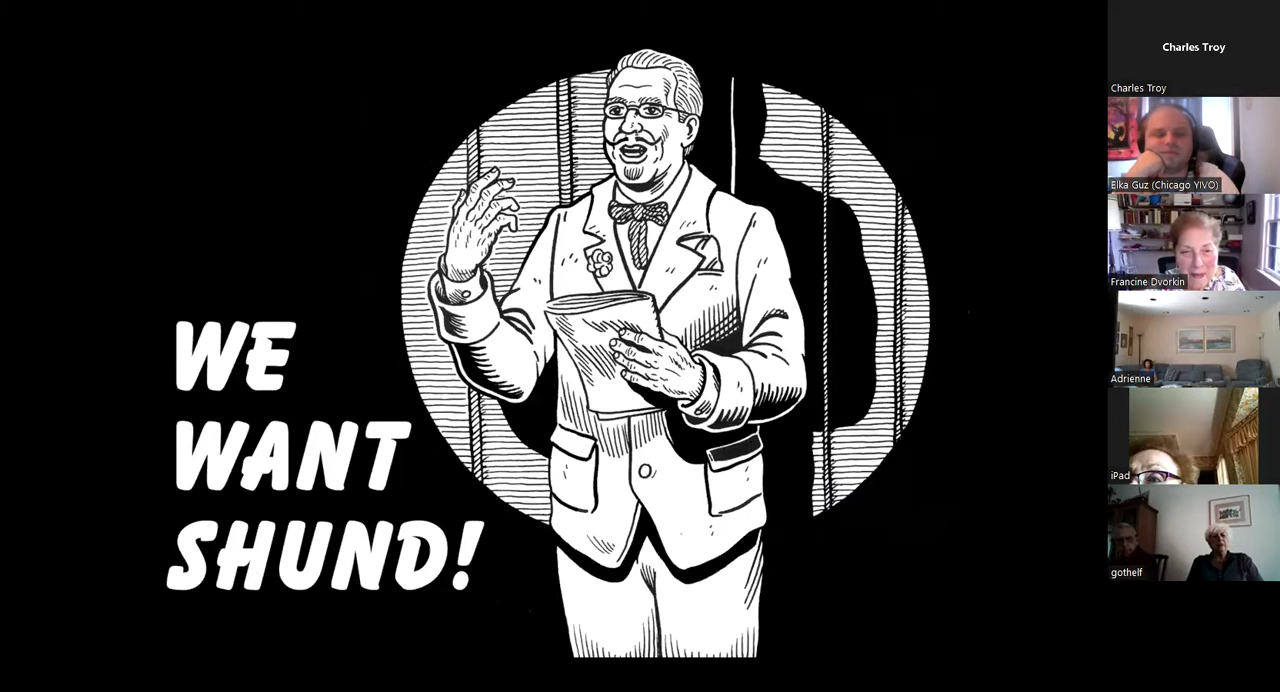 WE
WANT
SHUND!
Charles Troy
Charles Troy
Elka Guz (Chicago YIVO)
Francine Dvorkin
Adrienne
iPad
gothelf